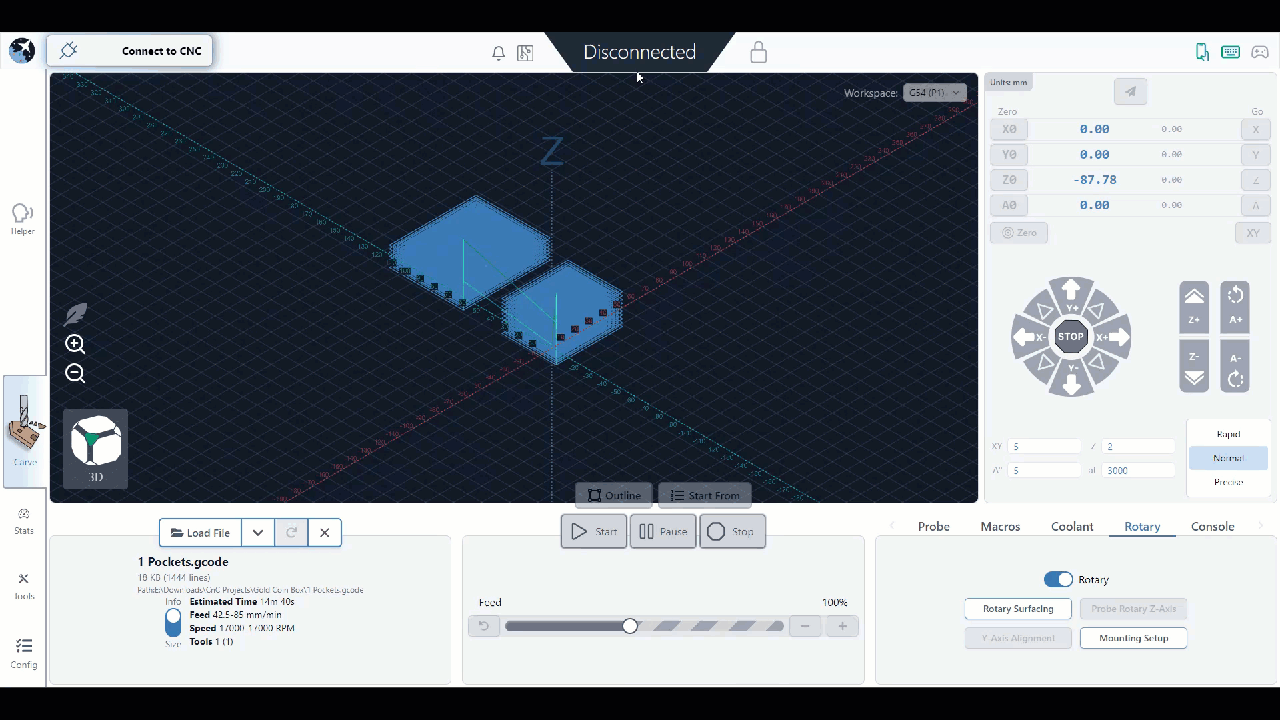 Connect to CNC
Disconnected
Workspace: G54 (P1)
Z
Units: mm
Zero
Go
X0 0.00 0.00 X
Y0 0.00 0.00 Y
Z0 -87.78 0.00 Z
A0 0.00 0.00 A
Zero
XY
Helper
Carve
Stats
Tools
Config
3D
Y+
X-
STOP
X+
Y-
Z+
Z-
A+
A-
XY 5
Z 2
A° 5
at 3000
Rapid
Normal
Precise
Outline
Start From
Load File
Start
Pause
Stop
1 Pockets.gcode
18 KB (1444 lines)
Path:E:\Downloads\CnC Projects\Gold Coin Box\1 Pockets.gcode
Info
Size
Estimated Time 14m 40s
Feed 42.5-85 mm/min
Speed 17000-17000 RPM
Tools 1 (1)
Feed
100%
Probe
Macros
Coolant
Rotary
Console
Rotary
Rotary Surfacing
Probe Rotary Z-Axis
Y-Axis Alignment
Mounting Setup